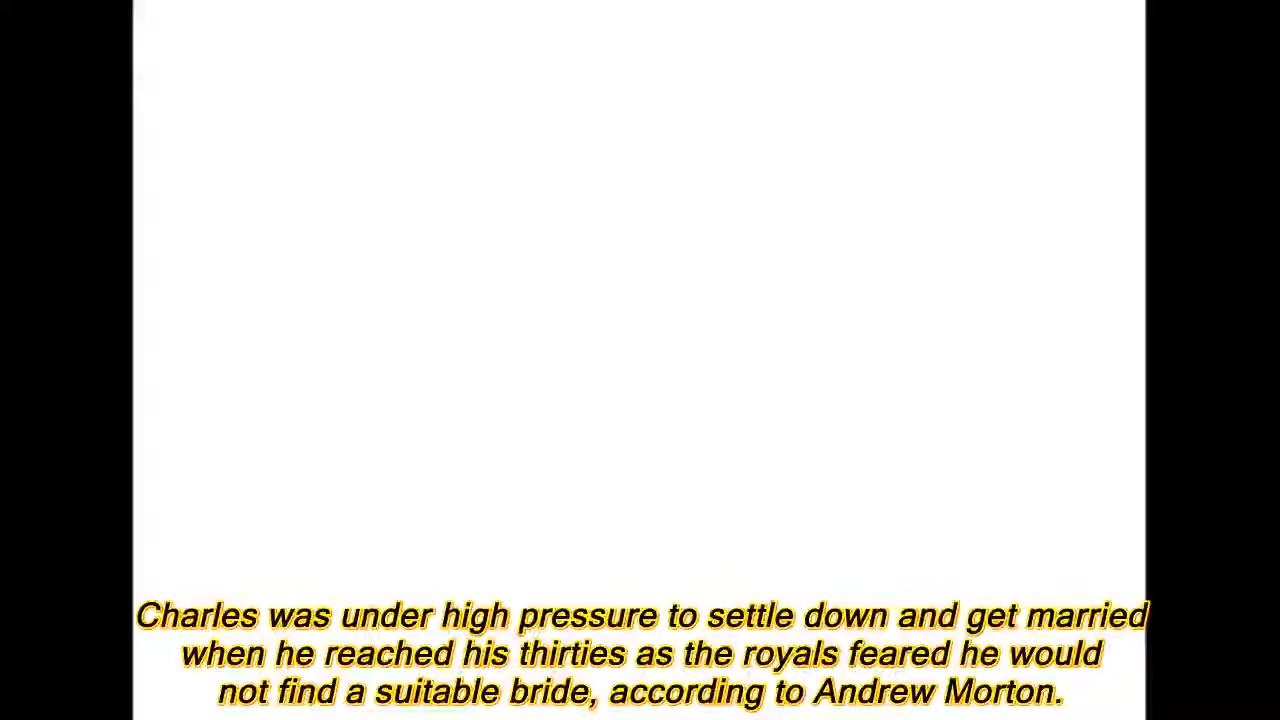 Charles was under high pressure to settle down and get married
when he reached his thirties as the royals feared he would
not find a suitable bride, according to Andrew Morton.